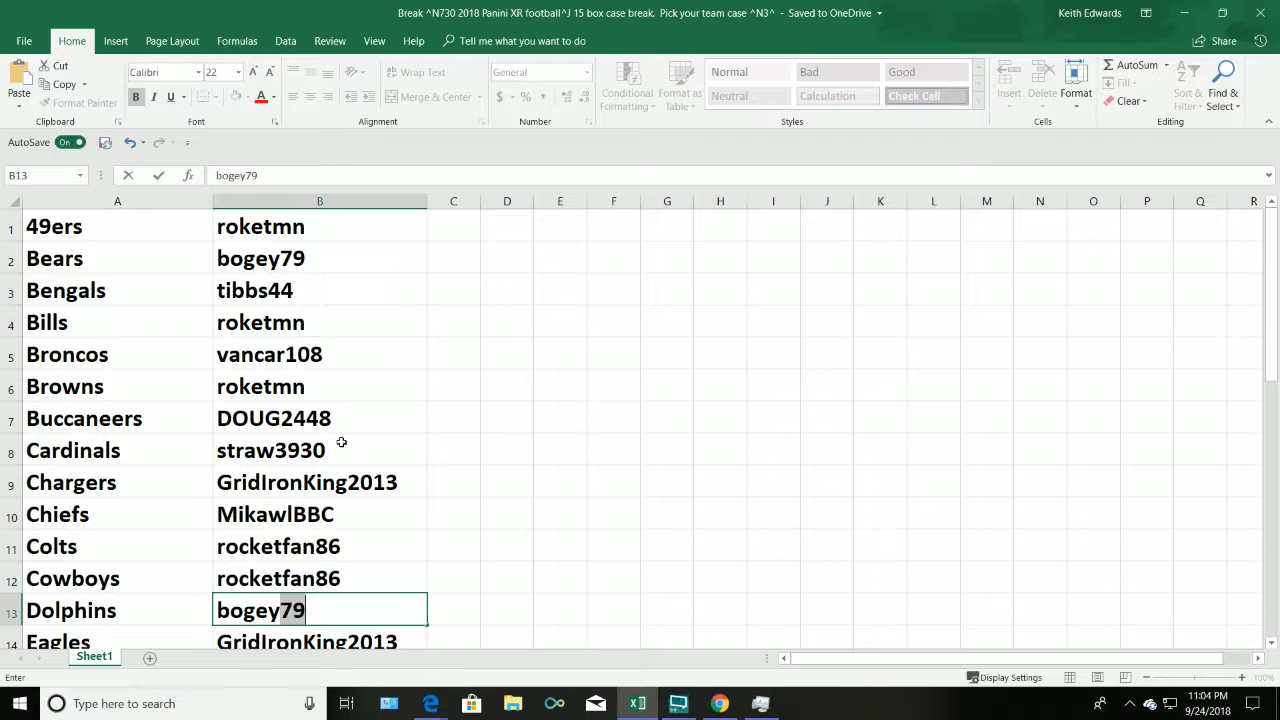 Break ^N730 2018 Panini XR football^J 15 box case break. Pick your team case ^N3^ - Saved to OneDrive
Keith Edwards
File Home Insert Page Layout Formulas Data Review View Help Tell me what you want to do Share
Paste Cut Copy Format Painter Clipboard
Calibri 22 A A B I U A Font
Wrap Text Merge & Center Alignment
General $ % , Number
Conditional Formatting Format as Table
Normal Bad Good
Neutral Calculation Check Cell
Styles
Insert Delete Format Cells
AutoSum Fill Clear Sort & Filter Find & Select Editing
AutoSave On
B13 fx bogey79
A B C D E F G H I J K L M N O P Q R
1 49ers roketmn
2 Bears bogey79
3 Bengals tibbs44
4 Bills roketmn
5 Broncos vancar108
6 Browns roketmn
7 Buccaneers DOUG2448
8 Cardinals straw3930
9 Chargers GridIronKing2013
10 Chiefs MikawlBBC
11 Colts rocketfan86
12 Cowboys rocketfan86
13 Dolphins bogey79
14 Eagles GridIronKing2013
Sheet1
Enter Display Settings 100%
Type here to search
11:04 PM
9/24/2018